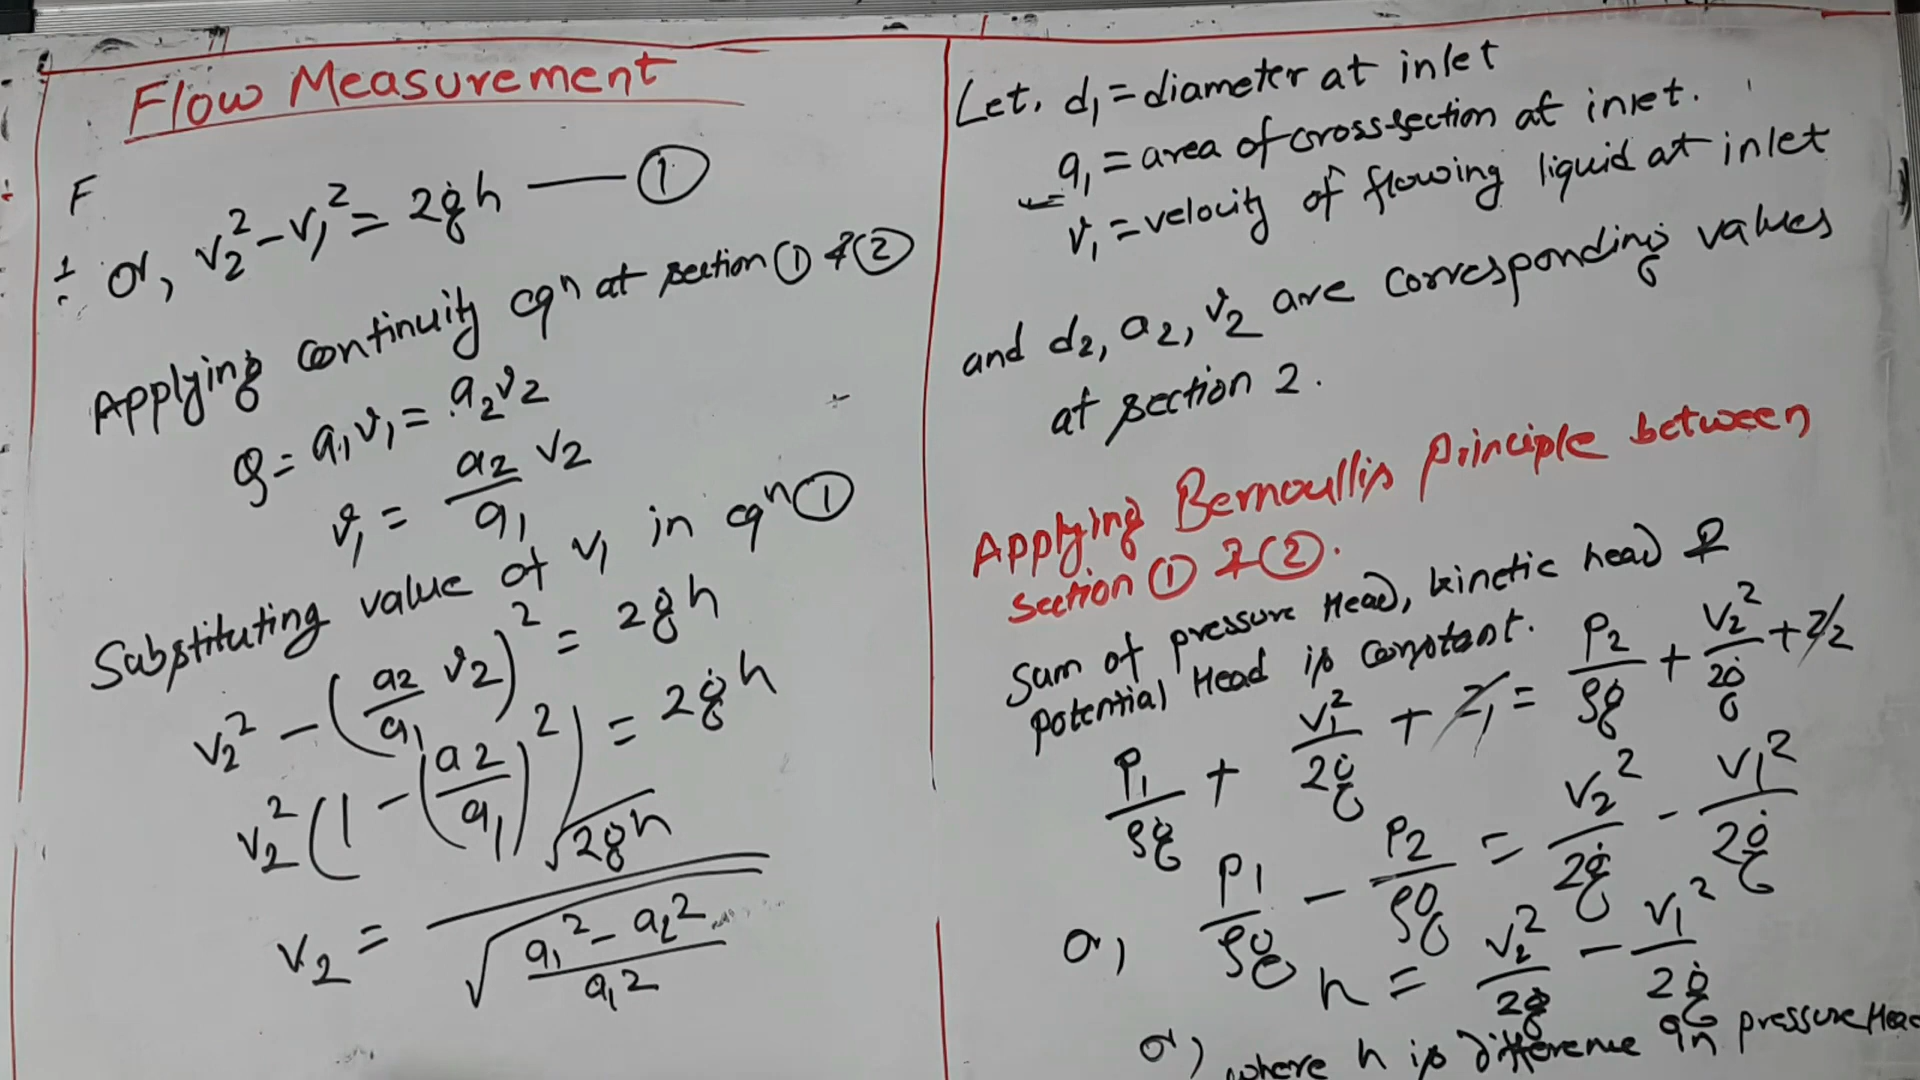 Flow Measurement
F
or, v₂² - v₁² = 2gh —— ①
Applying continuity eqⁿ at section ① & ②
Q = a₁v₁ = a₂v₂
v₁ = a₂/a₁ v₂
Substituting value of v₁ in eqⁿ ①
v₂² - (a₂/a₁ v₂)² = 2gh
v₂² (1 - (a₂/a₁)²) = 2gh
v₂ = √2gh / √((a₁² - a₂²)/a₁²)
Let, d₁ = diameter at inlet
a₁ = area of cross-section at inlet.
v₁ = velocity of flowing liquid at inlet
and d₂, a₂, v₂ are corresponding values
at section 2.
Applying Bernoullis principle between
section ① & ②.
Sum of pressure Head, kinetic head &
potential Head is constant.
P₁/ρg + v₁²/2g + z₁ = P₂/ρg + v₂²/2g + z₂
or, P₁/ρg - P₂/ρg = v₂²/2g - v₁²/2g
or, h = v₂²/2g - v₁²/2g
where h is difference in pressure Head